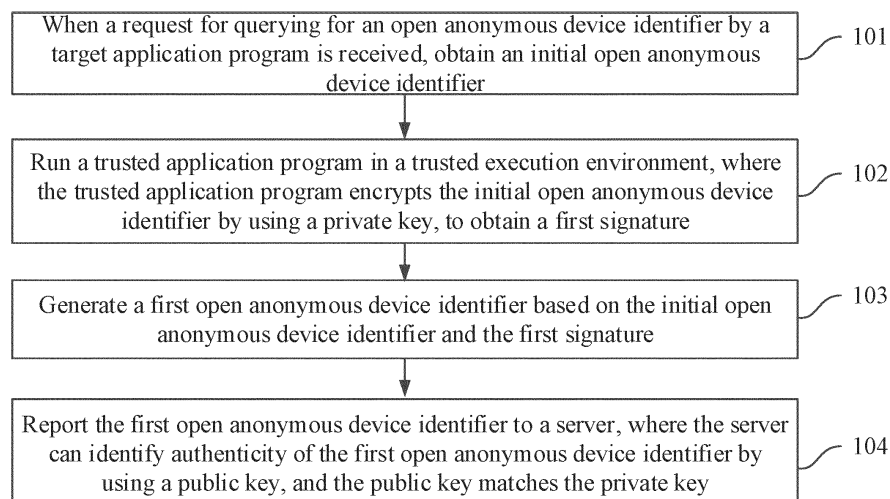 When a request for querying for an open anonymous device identifier by a
target application program is received, obtain an initial open anonymous
device identifier
101
Run a trusted application program in a trusted execution environment, where
the trusted application program encrypts the initial open anonymous device
identifier by using a private key, to obtain a first signature
102
Generate a first open anonymous device identifier based on the initial open
anonymous device identifier and the first signature
103
Report the first open anonymous device identifier to a server, where the server
can identify authenticity of the first open anonymous device identifier by
using a public key, and the public key matches the private key
104